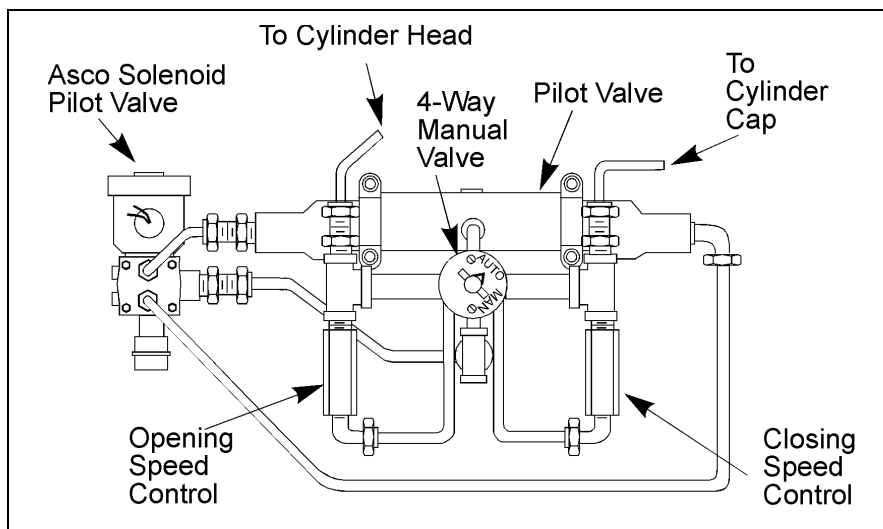 To Cylinder Head
Asco Solenoid
Pilot Valve
4-Way
Manual
Valve
Pilot Valve
To
Cylinder
Cap
AUTO
MAN
Opening
Speed
Control
Closing
Speed
Control